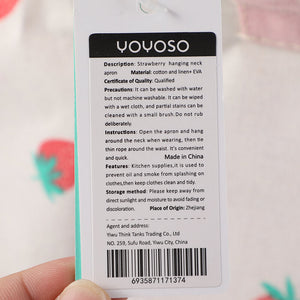 YOYOSO
Description: Strawberry hanging neck
apron Material: cotton and linen+ EVA
Certificate of Quality: Qualified
Precautions: It can be washed with water
but not machine washable. It can be wiped
with a wet cloth, and partial stains can be
cleaned with a small brush.Do not rub
deliberately.
Instructions: Open the apron and hang
around the neck when wearing, then tie
thin rope around the waist. It's convenient
and quick. Made in China
Features: Kitchen supplies,it is used to
prevent oil and smoke from splashing on
clothes,then keep clothes clean and tidy.
Storage method: Please keep away from
direct sunlight and moisture to avoid fading
or discoloration. Place of Origin: Zhejiang
Agent Name and Address:
Yiwu Think Tanks Trading Co., Ltd
NO. 259, Sufu Road, Yiwu City, China
6935871171374